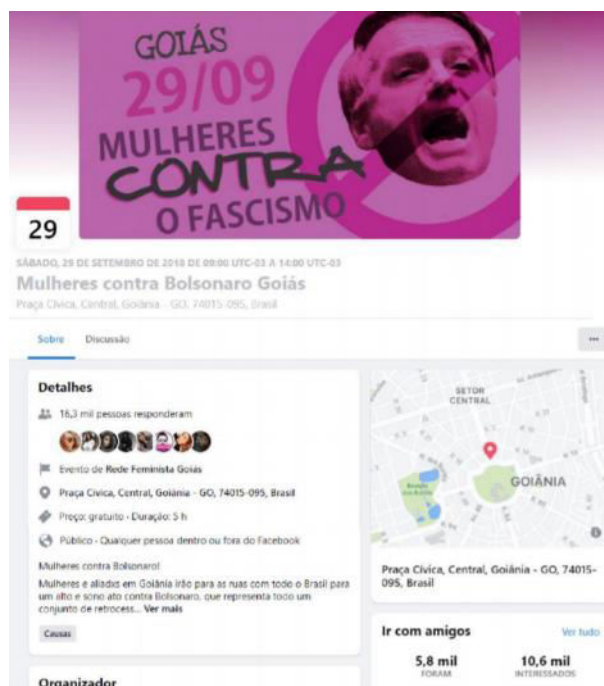 GOIÁS
29/09
MULHERES
CONTRA
O FASCISMO
29
SÁBADO, 29 DE SETEMBRO DE 2018 DE 09:00 UTC-03 A 14:00 UTC-03
Mulheres contra Bolsonaro Goiás
Praça Cívica, Central, Goiânia - GO, 74015-095, Brasil
Sobre Discussão
Detalhes
16,3 mil pessoas responderam
Evento de Rede Feminista Goiás
Praça Cívica, Central, Goiânia - GO, 74015-095, Brasil
Preço: gratuito · Duração: 5 h
Público · Qualquer pessoa dentro ou fora do Facebook
Mulheres contra Bolsonaro!
Mulheres e aliadxs em Goiânia irão para as ruas com todo o Brasil para
um alto e sono ato contra Bolsonaro, que representa todo um
conjunto de retrocess... Ver mais
Causas
Organizador
SETOR
CENTRAL
GOIÂNIA
Praça Cívica, Central, Goiânia - GO, 74015-
095, Brasil
Ir com amigos Ver tudo
5,8 mil 10,6 mil
FORAM INTERESSADOS